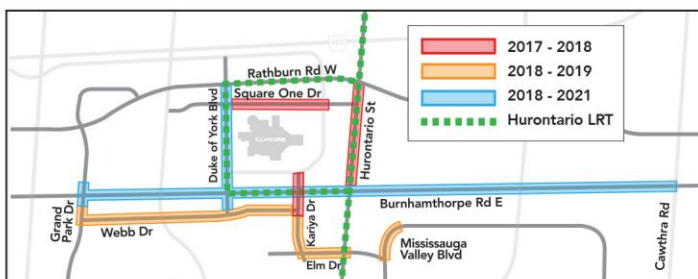 2017 - 2018
2018 - 2019
2018 - 2021
Hurontario LRT
Rathburn Rd W
Square One Dr
Duke of York Blvd
Hurontario St
Burnhamthorpe Rd E
Grand
Park Dr
Webb Dr
Kariya Dr
Elm Dr
Mississauga
Valley Blvd
Cawthra Rd